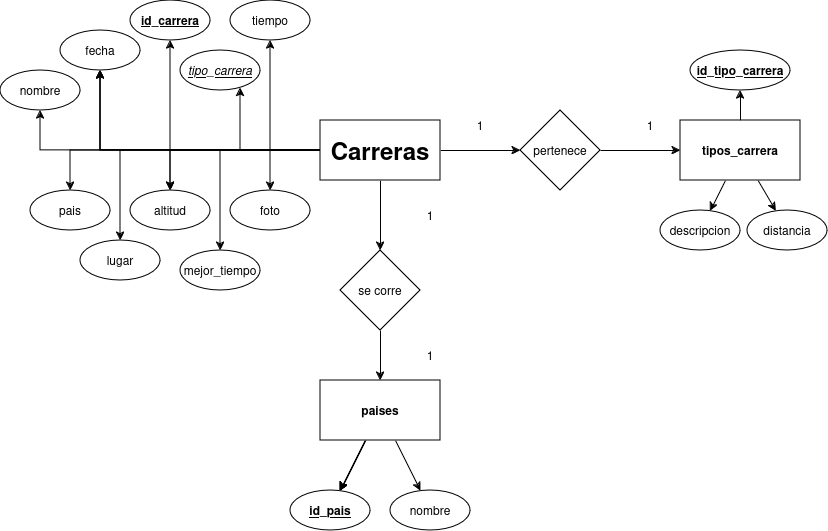 id_carrera
tiempo
fecha
tipo_carrera
nombre
id_tipo_carrera
1
1
Carreras
pertenece
tipos_carrera
pais
altitud
foto
1
descripcion
distancia
lugar
mejor_tiempo
se corre
1
paises
id_pais
nombre